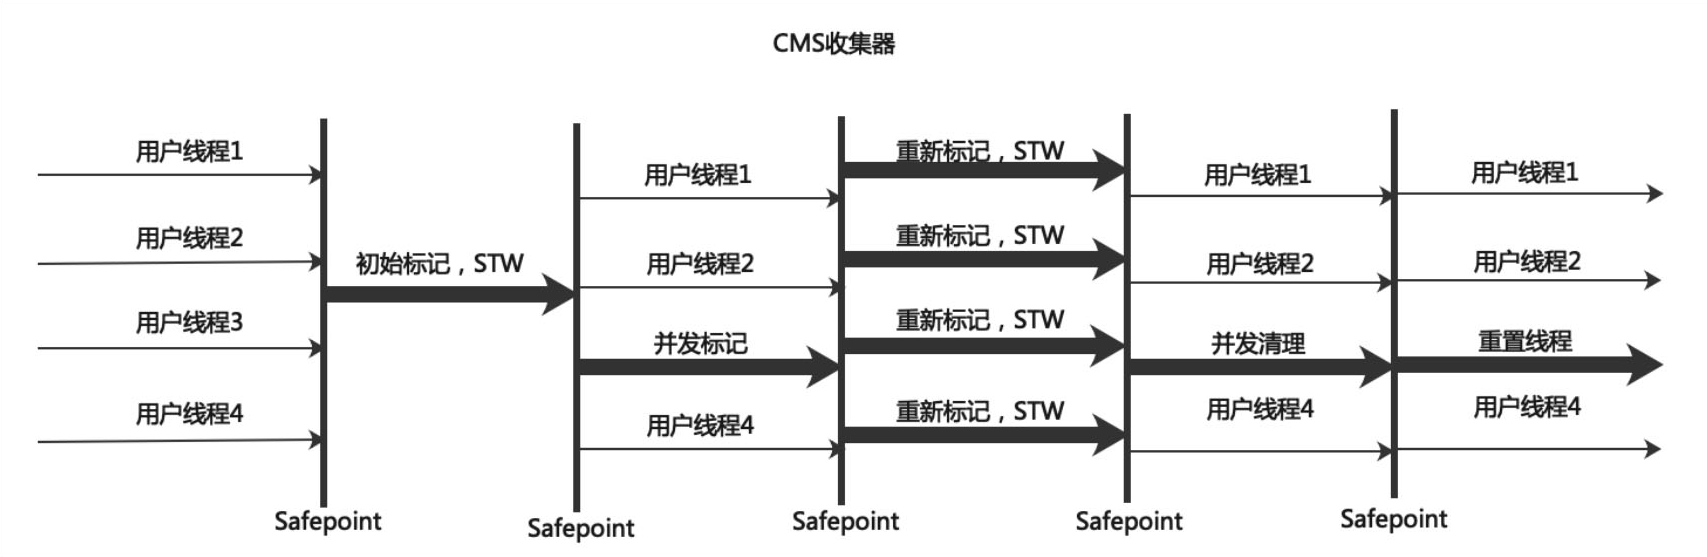 CMS收集器
用户线程1
用户线程2
用户线程3
用户线程4
初始标记，STW
用户线程1
用户线程2
并发标记
用户线程4
重新标记，STW
重新标记，STW
重新标记，STW
重新标记，STW
用户线程1
用户线程2
并发清理
用户线程4
用户线程1
用户线程2
重置线程
用户线程4
Safepoint
Safepoint
Safepoint
Safepoint
Safepoint